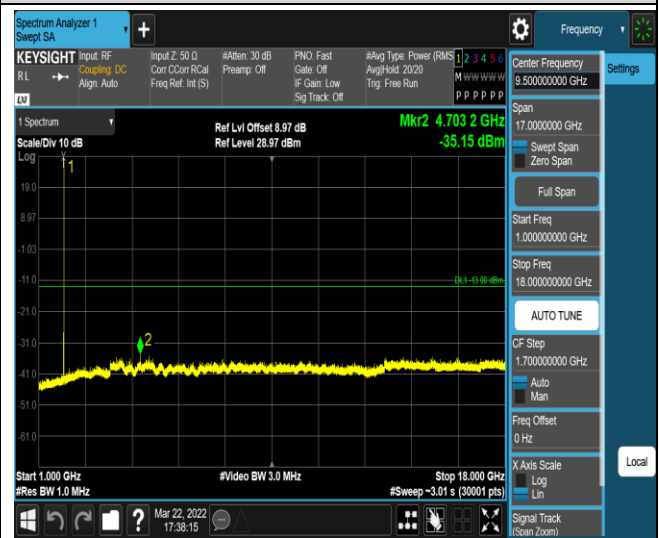 Spectrum Analyzer 1
Swept SA
Frequency
KEYSIGHT
RL
LXI
Input: RF
Coupling: DC
Align: Auto
Input Z: 50 Ω
Corr CCorr RCal
Freq Ref: Int (S)
#Atten: 30 dB
Preamp: Off
PNO: Fast
Gate: Off
IF Gain: Low
Sig Track: Off
#Avg Type: Power (RMS
Avg|Hold: 20/20
Trig: Free Run
1 2 3 4 5 6
M W W W W W
P P P P P P
1 Spectrum
Scale/Div 10 dB
Log
Ref Lvl Offset 8.97 dB
Ref Level 28.97 dBm
Mkr2 4.703 2 GHz
-35.15 dBm
1
19.0
8.97
-1.03
-11.0
DL1 -13.00 dBm
-21.0
-31.0
2
-41.0
-51.0
-61.0
Start 1.000 GHz
#Res BW 1.0 MHz
#Video BW 3.0 MHz
Stop 18.000 GHz
#Sweep ~3.01 s (30001 pts)
Mar 22, 2022
17:38:15
Center Frequency
9.500000000 GHz
Span
17.0000000 GHz
Swept Span
Zero Span
Full Span
Start Freq
1.000000000 GHz
Stop Freq
18.000000000 GHz
AUTO TUNE
CF Step
1.700000000 GHz
Auto
Man
Freq Offset
0 Hz
X Axis Scale
Log
Lin
Signal Track
(Span Zoom)
Settings
Local